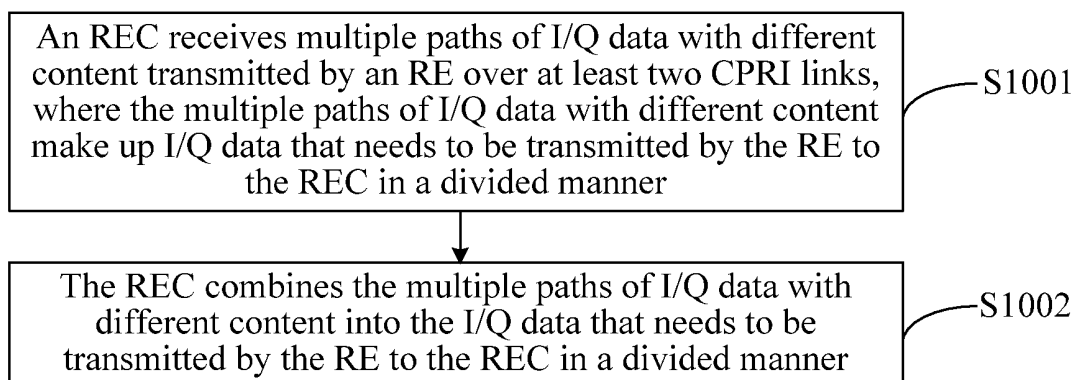 An REC receives multiple paths of I/Q data with different
content transmitted by an RE over at least two CPRI links,
where the multiple paths of I/Q data with different content
make up I/Q data that needs to be transmitted by the RE to
the REC in a divided manner
S1001
The REC combines the multiple paths of I/Q data with
different content into the I/Q data that needs to be
transmitted by the RE to the REC in a divided manner
S1002